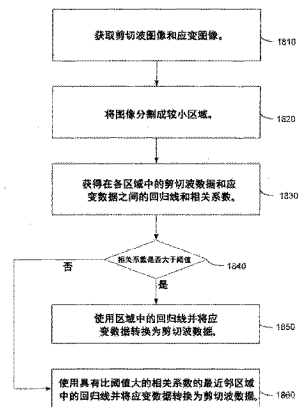 获取剪切波图像和应变图像。
1810
将图像分割成较小区域。
1820
获得在各区域中的剪切波数据和应
变数据之间的回归线和相关系数。
1830
相关系数是否大于阈值
1840
否
是
使用区域中的回归线并将应
变数据转换为剪切波数据。
1850
使用具有比阈值大的相关系数的最近邻区域
中的回归线并将应变数据转换为剪切波数据。
1860